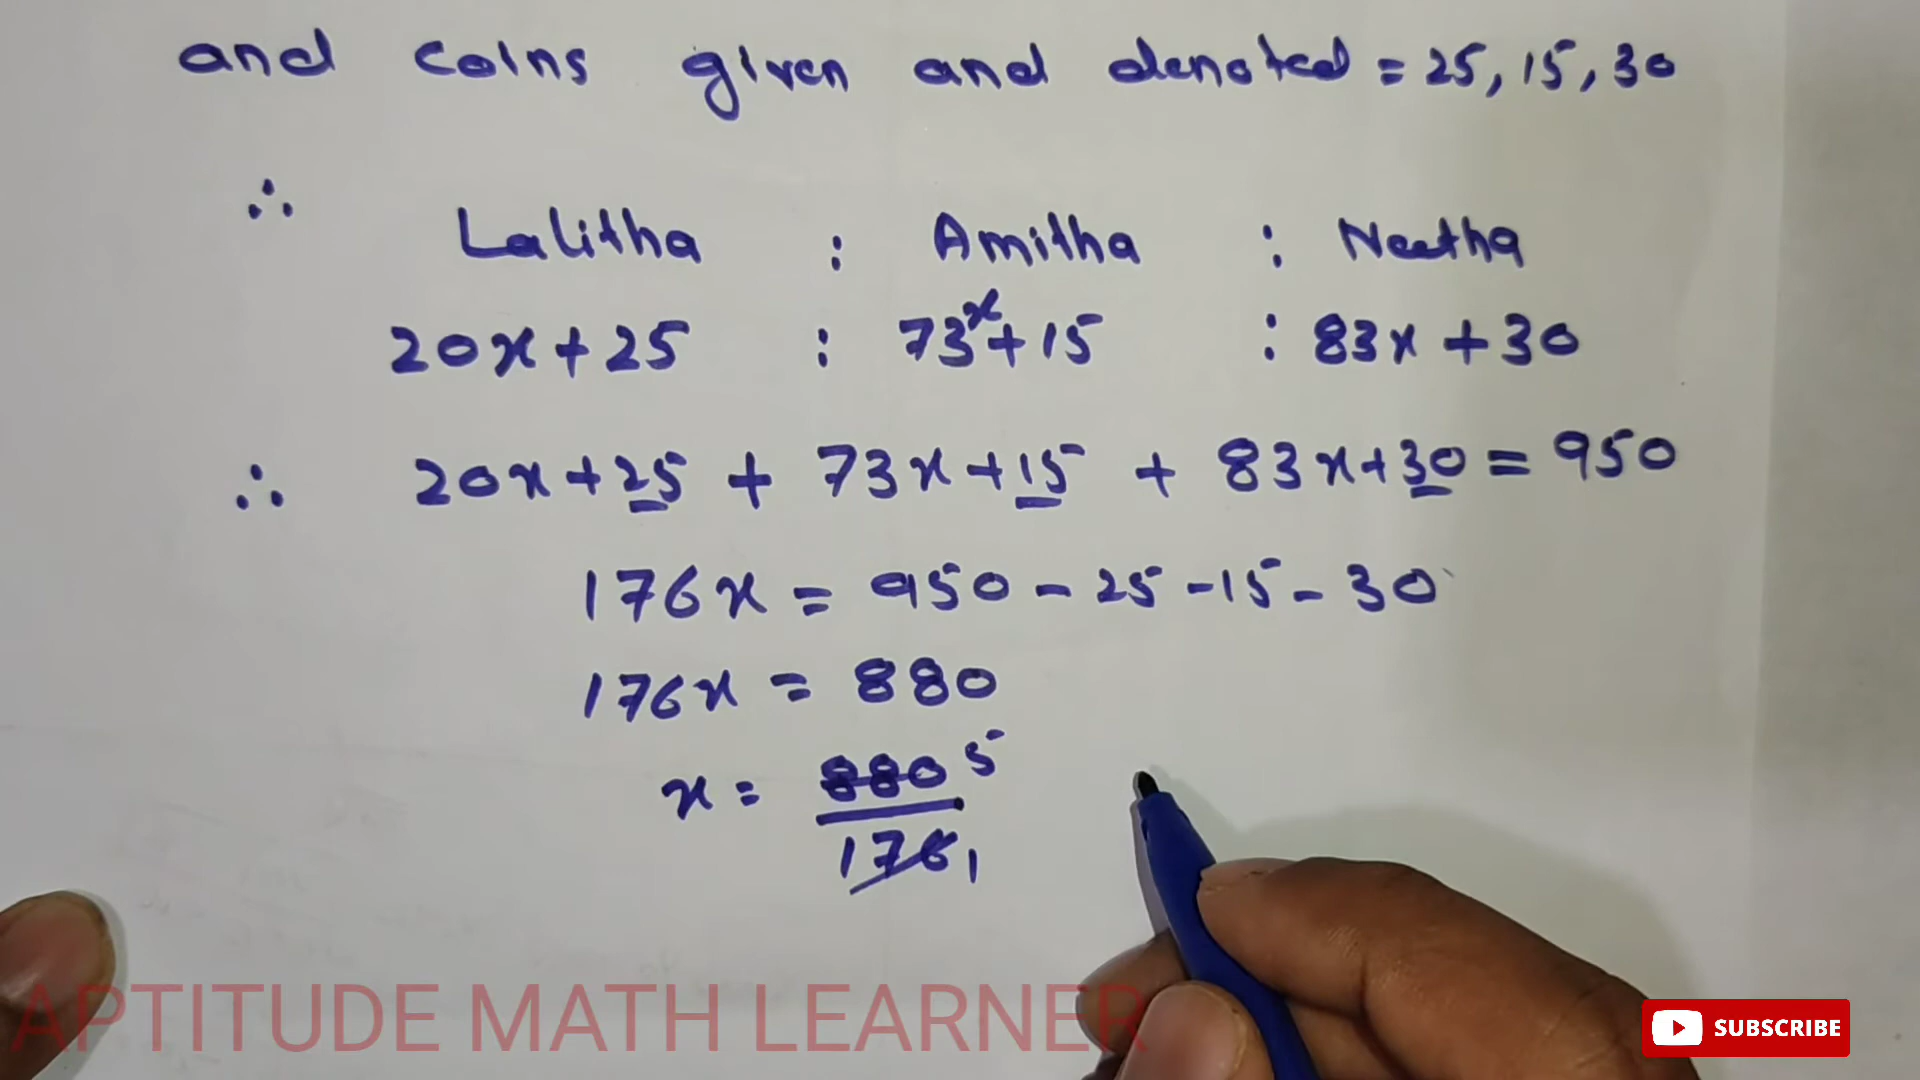 and coins given and denoted = 25, 15, 30
∴ Lalitha : Amitha : Neetha
20x + 25 : 73x + 15 : 83x + 30
∴ 20x + 25 + 73x + 15 + 83x + 30 = 950
176x = 950 - 25 - 15 - 30
176x = 880
x = 880 5
176 1
APTITUDE MATH LEARNER
SUBSCRIBE